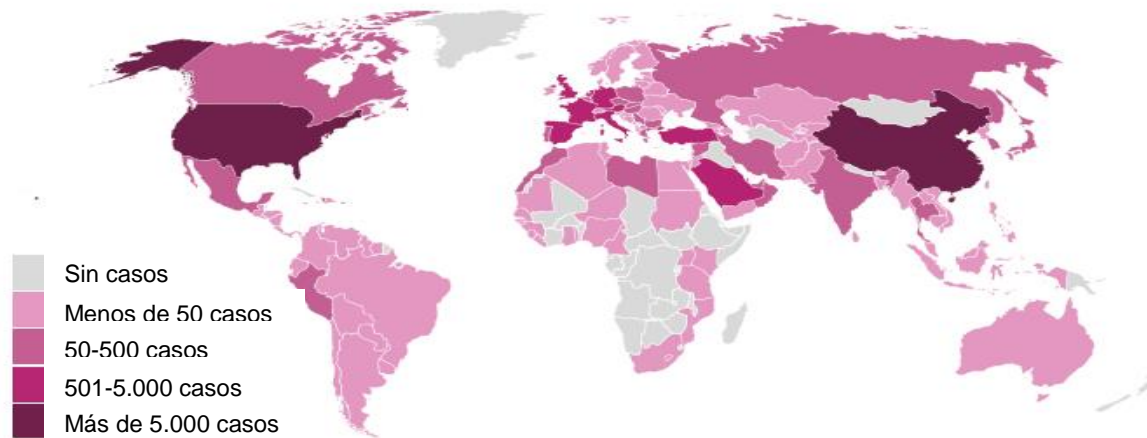 Sin casos
Menos de 50 casos
50-500 casos
501-5.000 casos
Más de 5.000 casos